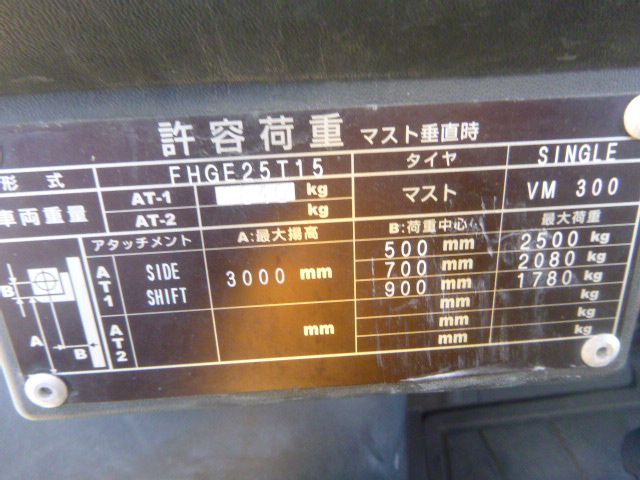 許容荷重 マスト垂直時
形式 FHGE25T15 タイヤ SINGLE
車両重量 AT-1 kg マスト VM 300
AT-2 kg
アタッチメント A:最大揚高 B:荷重中心 最大荷重
AT1 SIDE SHIFT 3000 mm 500 mm 2500 kg
700 mm 2080 kg
900 mm 1780 kg
mm kg
AT2 mm mm kg
mm kg
B
A B